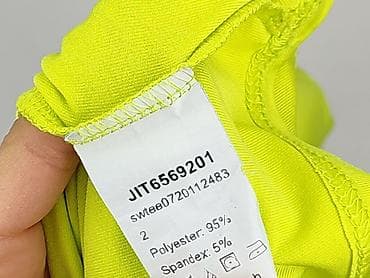 JIT6569201
swtee0720112483
2
Polyester: 95%
Spandex: 5%